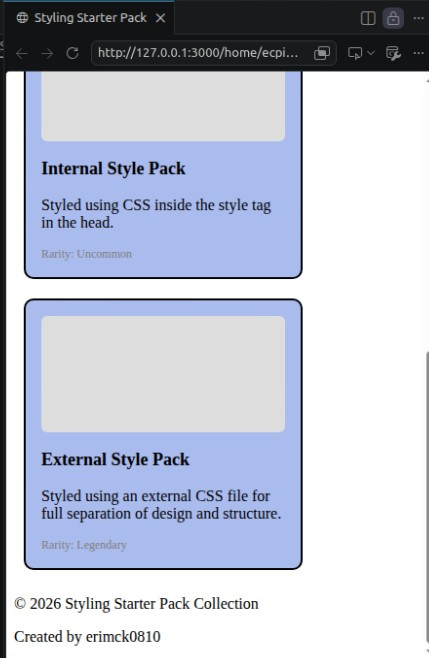 Styling Starter Pack
http://127.0.0.1:3000/home/ecpi...
Internal Style Pack
Styled using CSS inside the style tag
in the head.
Rarity: Uncommon
External Style Pack
Styled using an external CSS file for
full separation of design and structure.
Rarity: Legendary
© 2026 Styling Starter Pack Collection
Created by erimck0810